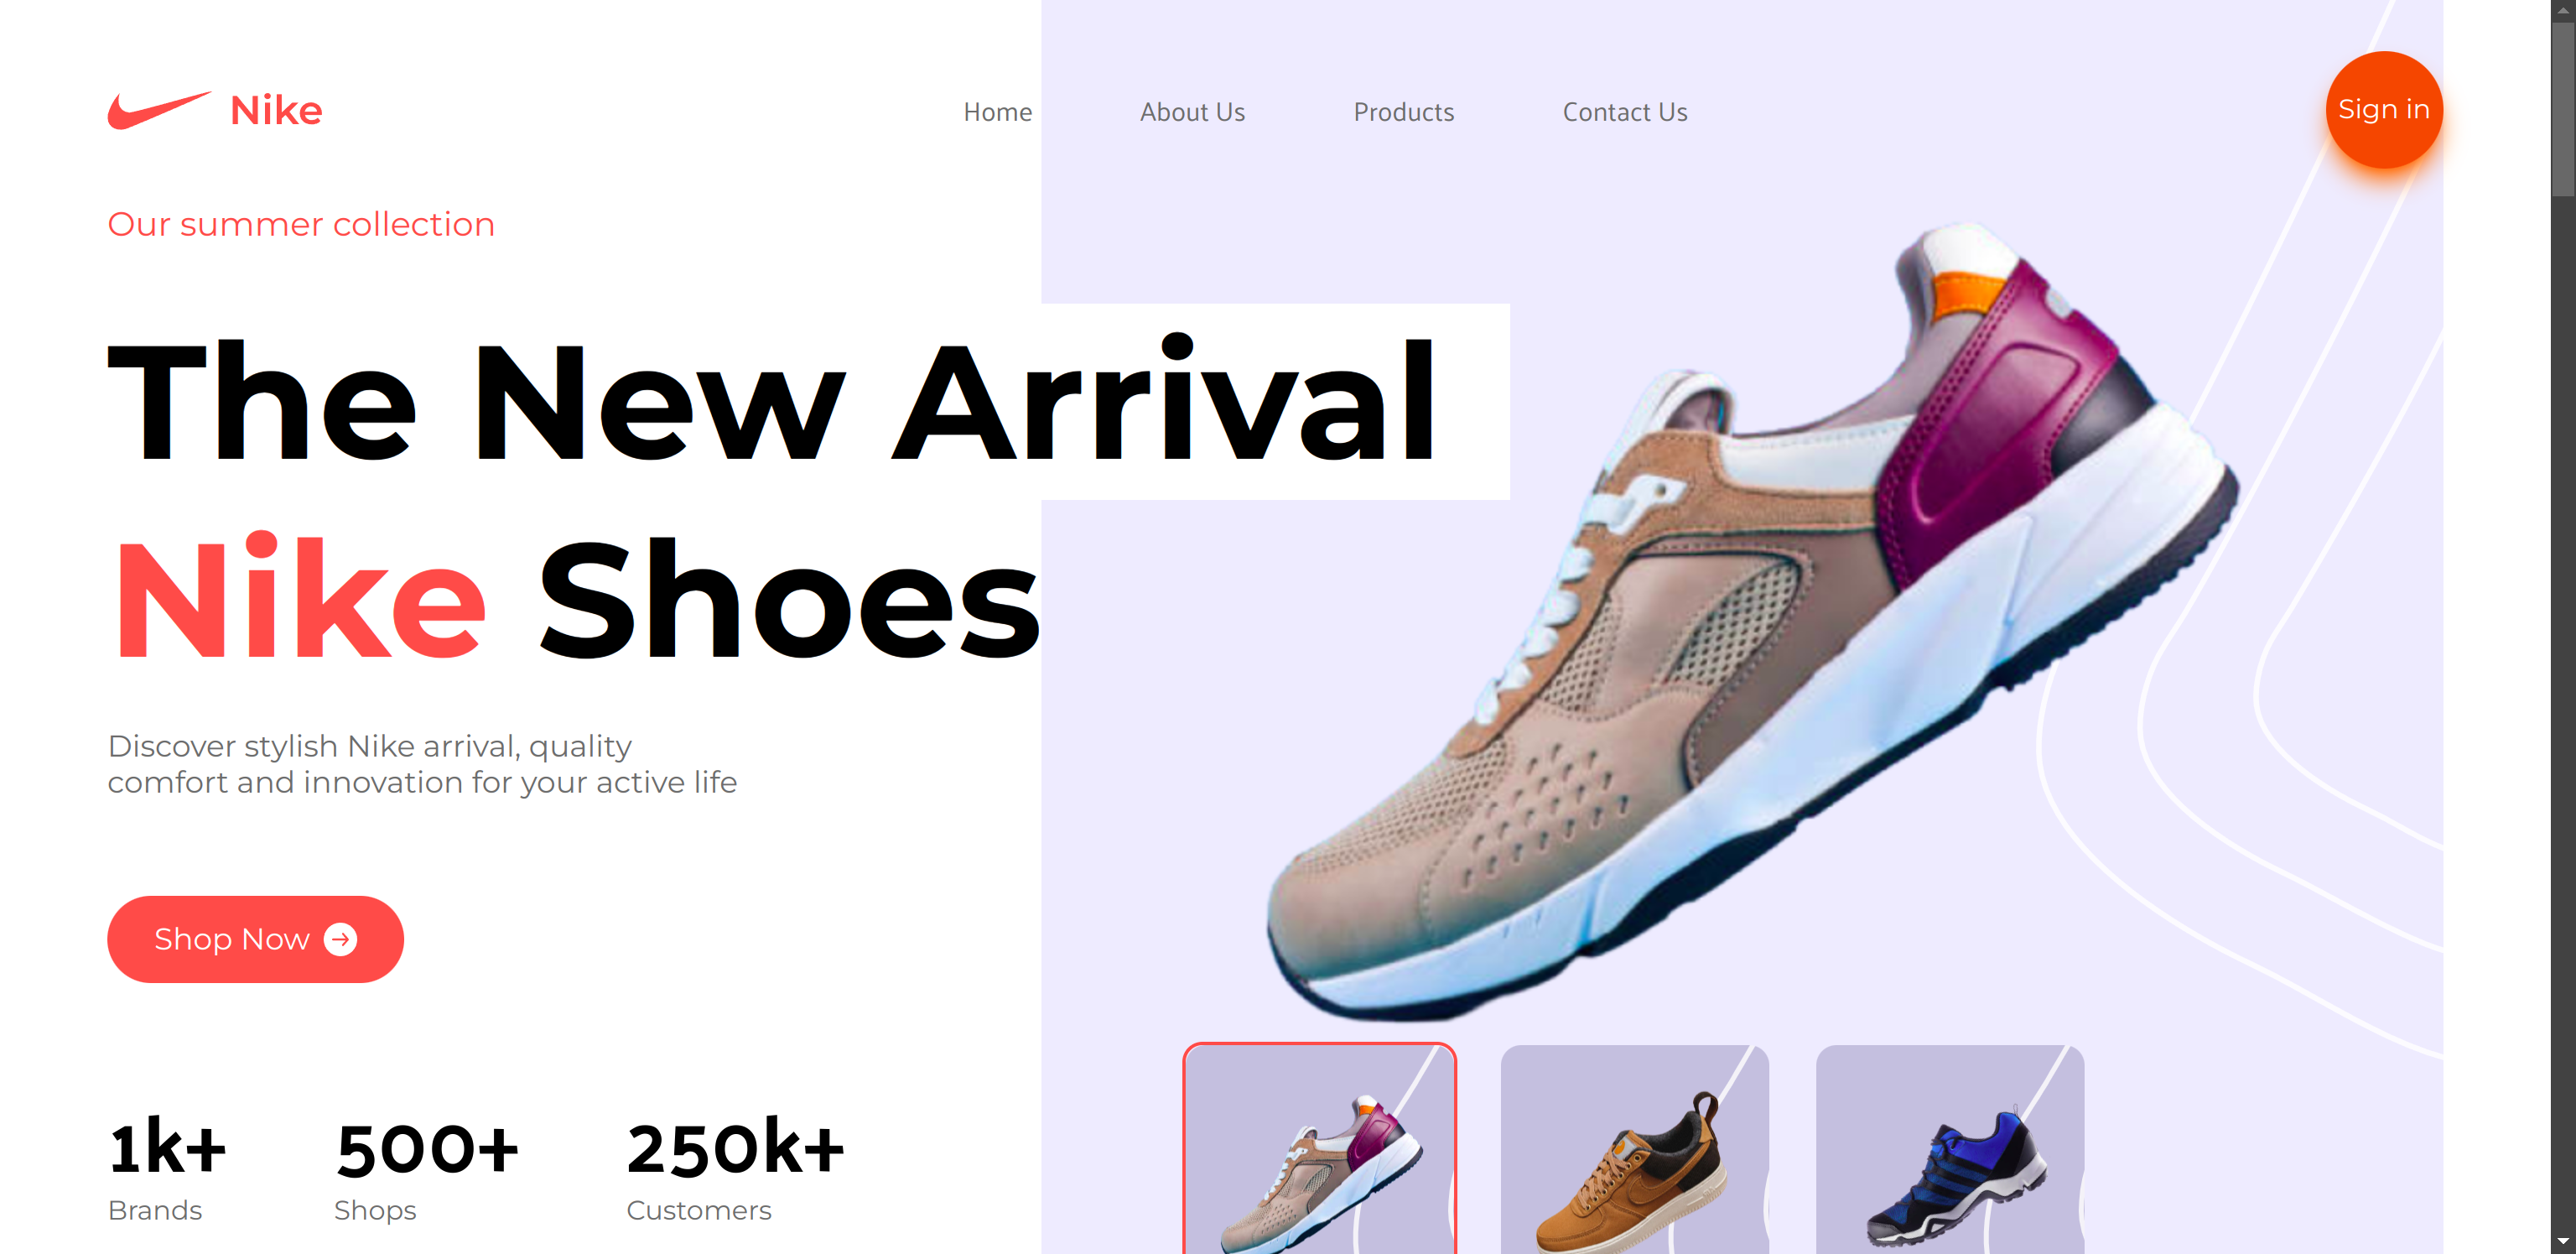 Nike
Home
About Us
Products
Contact Us
Sign in
Our summer collection
The New Arrival
Nike Shoes
Discover stylish Nike arrival, quality
comfort and innovation for your active life
Shop Now
1k+
500+
250k+
Brands
Shops
Customers